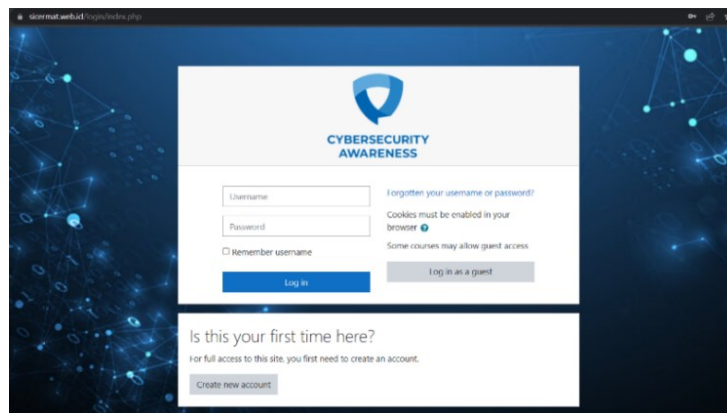 sicermat.web.id/login/index.php
CYBERSECURITY
AWARENESS
Username
Password
Remember username
Log in
Forgotten your username or password?
Cookies must be enabled in your
browser
Some courses may allow guest access
Log in as a guest
Is this your first time here?
For full access to this site, you first need to create an account.
Create new account